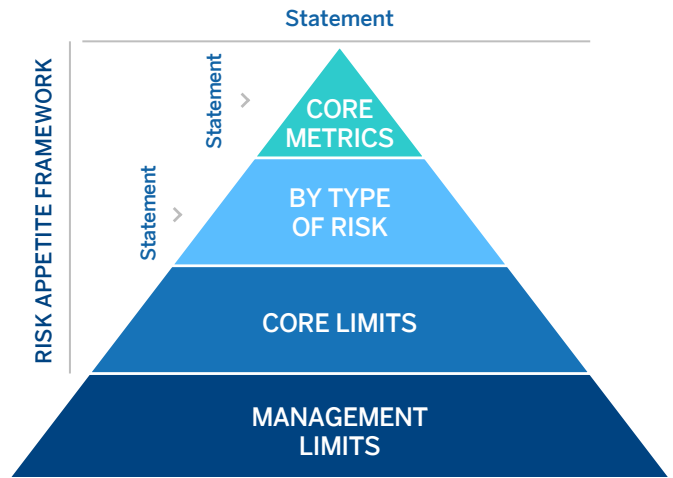 Statement
RISK APPETITE FRAMEWORK
Statement
CORE
METRICS
Statement
BY TYPE
OF RISK
CORE LIMITS
MANAGEMENT
LIMITS